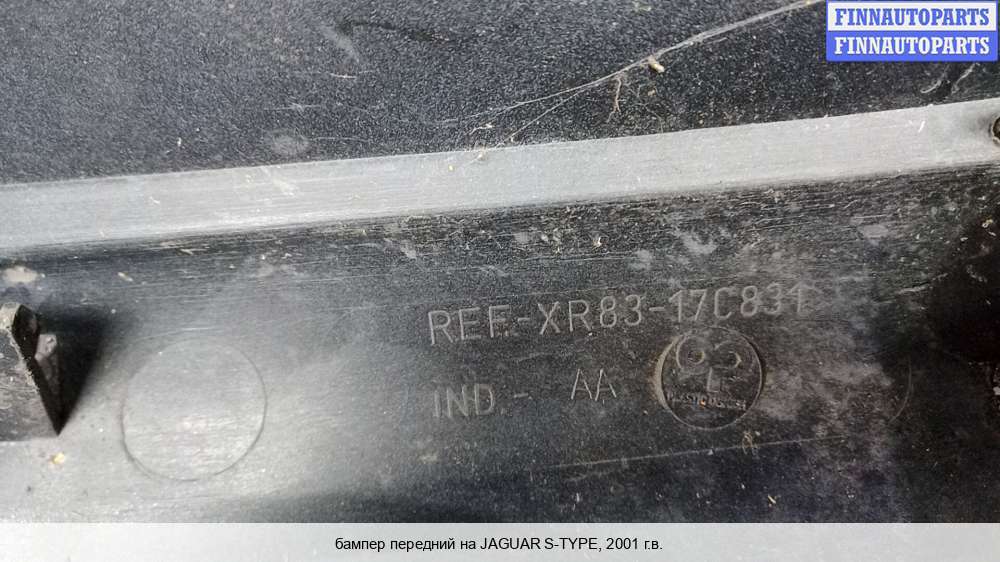 FINNAUTOPARTS
FINNAUTOPARTS
REF.-XR83-17C831
IND.- AA
бампер передний на JAGUAR S-TYPE, 2001 г.в.